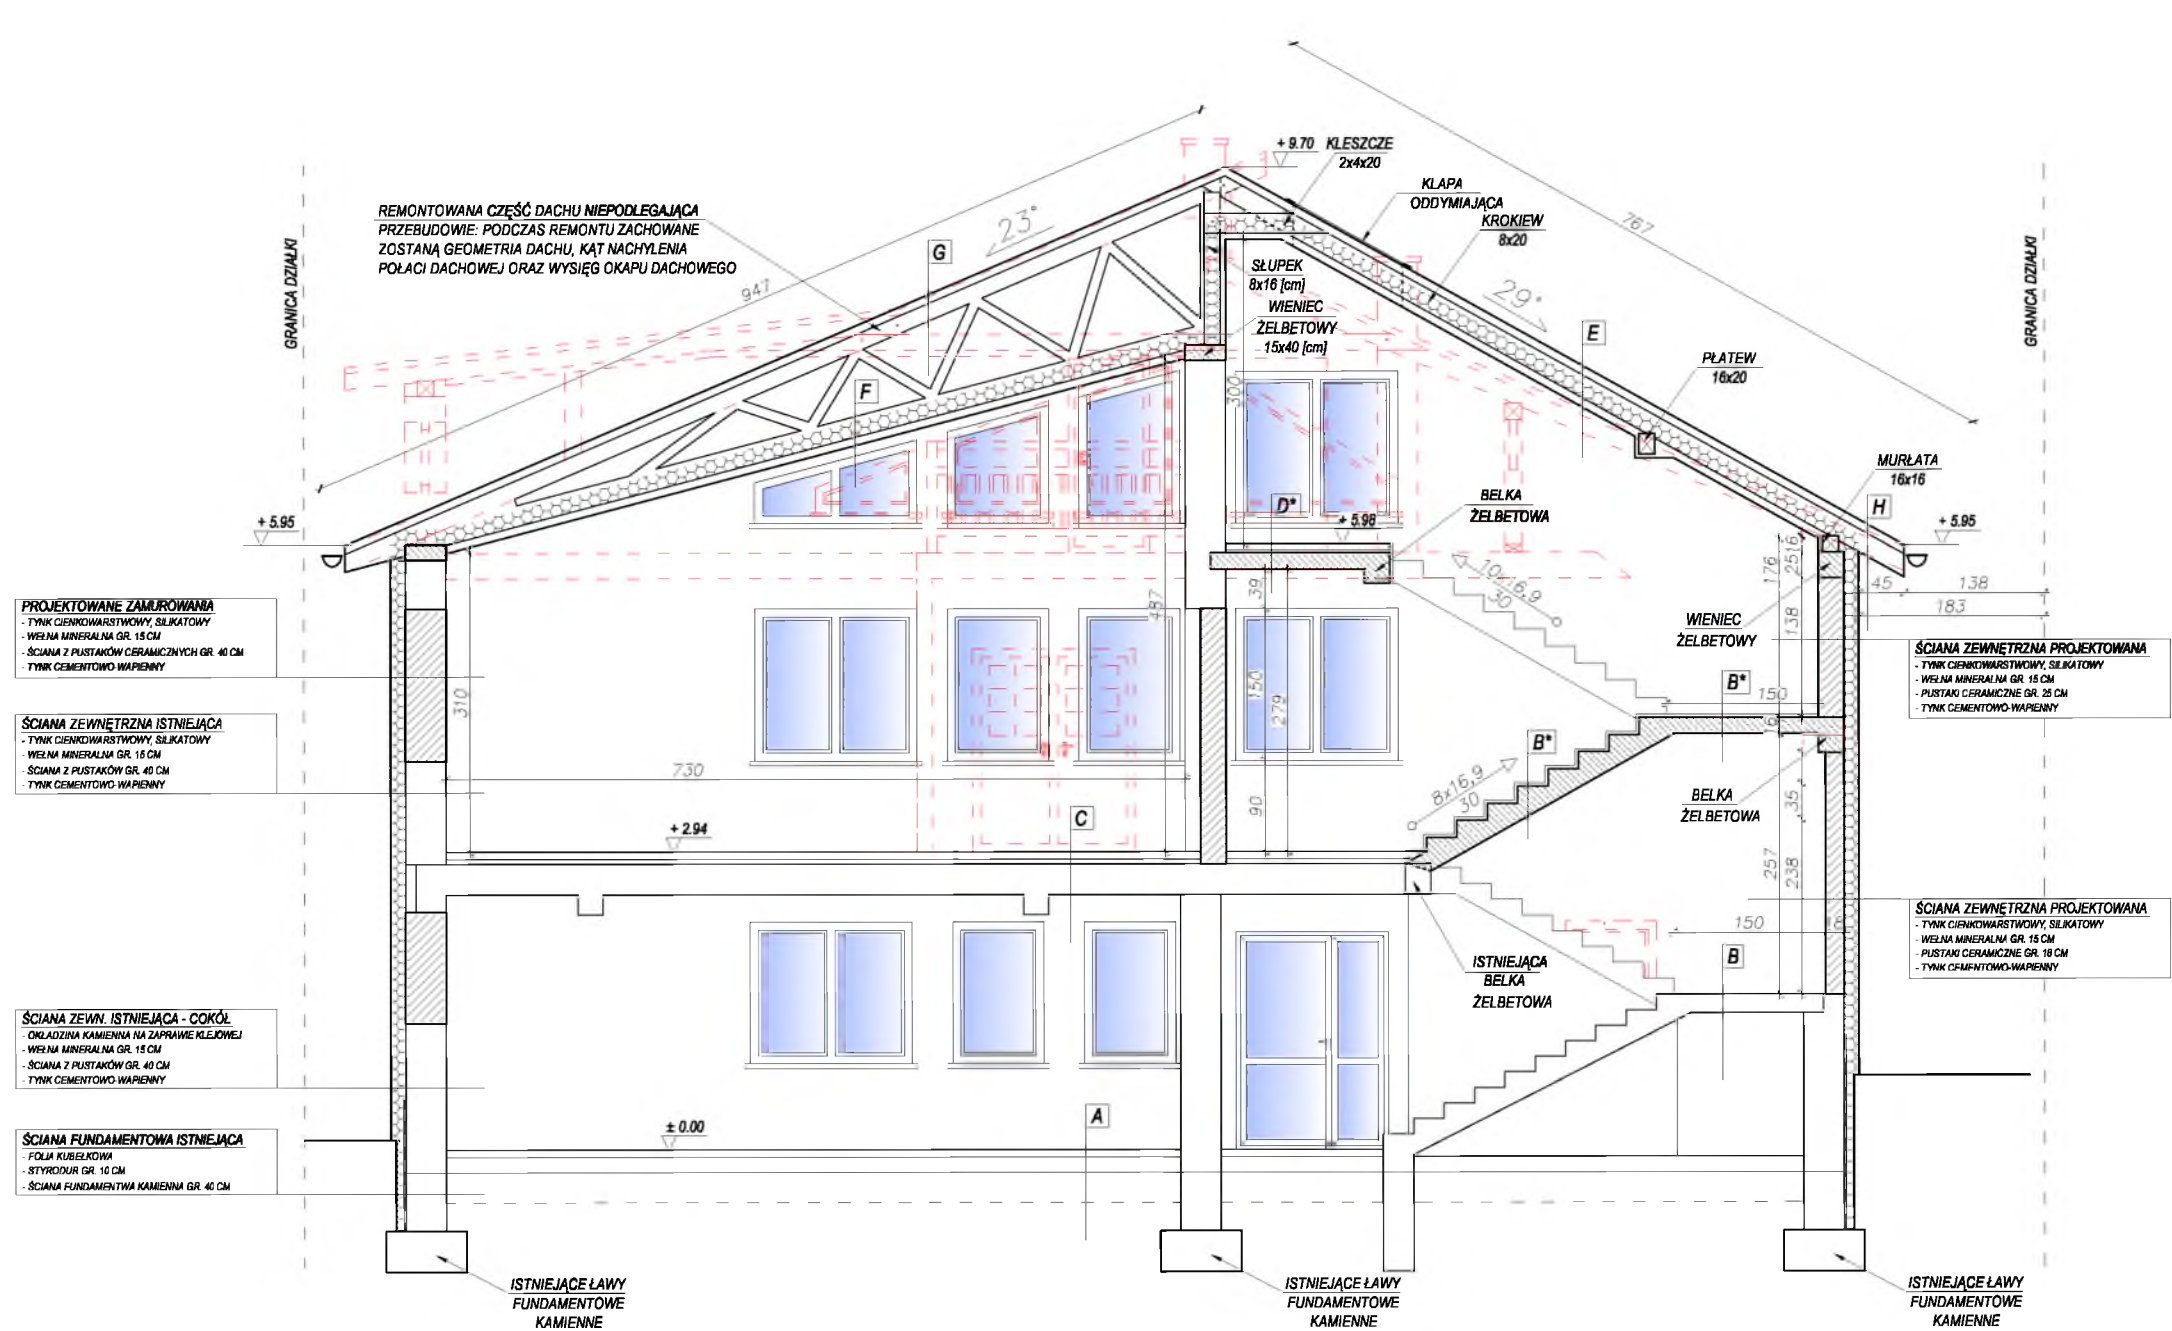 + 9.70
KLESZCZE
2x4x20
KLAPA
ODDYMIAJĄCA
KROKIEW
8x20
767
REMONTOWANA CZĘŚĆ DACHU NIEPODLEGAJĄCA
PRZEBUDOWIE: PODCZAS REMONTU ZACHOWANE
ZOSTANĄ GEOMETRIA DACHU, KĄT NACHYLENIA
POŁACI DACHOWEJ ORAZ WYSIĘG OKAPU DACHOWEGO
23°
G
947
GRANICA DZIAŁKI
SŁUPEK
8x16 [cm]
WIENIEC
ŻELBETOWY
15x40 [cm]
29°
E
GRANICA DZIAŁKI
PŁATEW
16x20
F
300
MURŁATA
16x16
H
BELKA
ŻELBETOWA
D*
+ 5.98
+ 5.95
+ 5.95
PROJEKTOWANE ZAMUROWANIA
- TYNK CIENKOWARSTWOWY, SILIKATOWY
- WEŁNA MINERALNA GR. 15 CM
- ŚCIANA Z PUSTAKÓW CERAMICZNYCH GR. 40 CM
- TYNK CEMENTOWO-WAPIENNY
ŚCIANA ZEWNĘTRZNA ISTNIEJĄCA
- TYNK CIENKOWARSTWOWY, SILIKATOWY
- WEŁNA MINERALNA GR. 15 CM
- ŚCIANA Z PUSTAKÓW GR. 40 CM
- TYNK CEMENTOWO-WAPIENNY
310
730
487
39
150
279
90
10x16,9
30
176
2516
138
45
138
183
WIENIEC
ŻELBETOWY
ŚCIANA ZEWNĘTRZNA PROJEKTOWANA
- TYNK CIENKOWARSTWOWY, SILIKATOWY
- WEŁNA MINERALNA GR. 15 CM
- PUSTAKI CERAMICZNE GR. 25 CM
- TYNK CEMENTOWO-WAPIENNY
B*
150
B*
8x16,9
30
BELKA
ŻELBETOWA
35
257
238
+ 2.94
C
ISTNIEJĄCA
BELKA
ŻELBETOWA
150
18
B
ŚCIANA ZEWNĘTRZNA PROJEKTOWANA
- TYNK CIENKOWARSTWOWY, SILIKATOWY
- WEŁNA MINERALNA GR. 15 CM
- PUSTAKI CERAMICZNE GR. 18 CM
- TYNK CEMENTOWO-WAPIENNY
ŚCIANA ZEWN. ISTNIEJĄCA - COKÓŁ
- OKŁADZINA KAMIENNA NA ZAPRAWIE KLEJOWEJ
- WEŁNA MINERALNA GR. 15 CM
- ŚCIANA Z PUSTAKÓW GR. 40 CM
- TYNK CEMENTOWO-WAPIENNY
± 0.00
A
ŚCIANA FUNDAMENTOWA ISTNIEJĄCA
- FOLIA KUBEŁKOWA
- STYRODUR GR. 10 CM
- ŚCIANA FUNDAMENTWA KAMIENNA GR. 40 CM
ISTNIEJĄCE ŁAWY
FUNDAMENTOWE
KAMIENNE
ISTNIEJĄCE ŁAWY
FUNDAMENTOWE
KAMIENNE
ISTNIEJĄCE ŁAWY
FUNDAMENTOWE
KAMIENNE